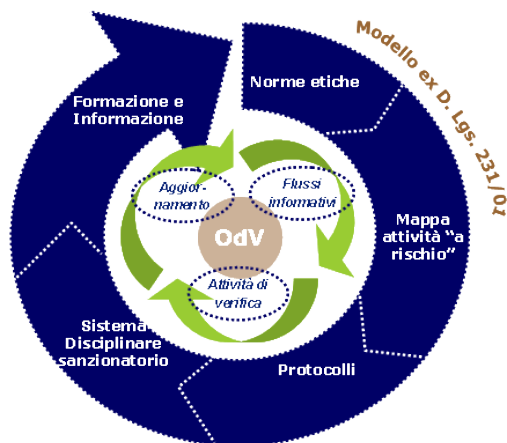 Modello ex D. Lgs. 231/01
Norme etiche
Formazione e
Informazione
Aggior-
namento
Flussi
informativi
Mappa
attività “a
rischio”
OdV
Attività di
verifica
Sistema
Disciplinare
sanzionatorio
Protocolli